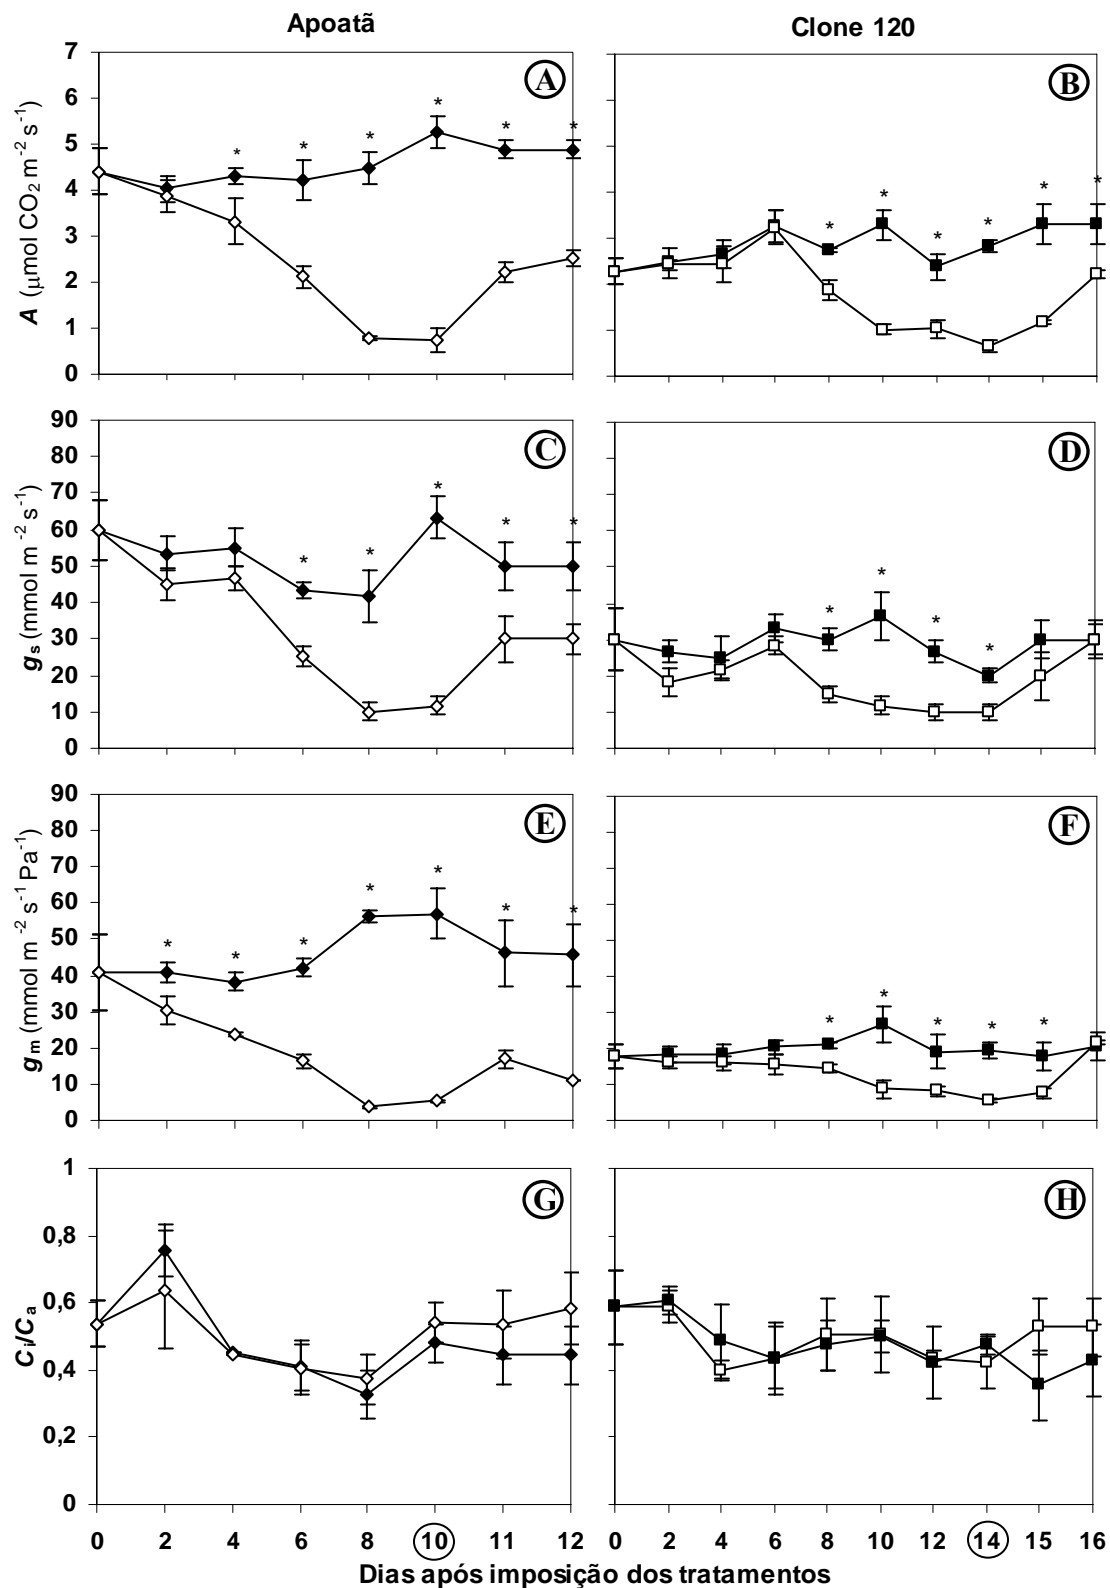 Apoatã
Clone 120
A (μmol CO2 m-2 s-1)
7
6
5
4
3
2
1
0
A
* * * * * *
B
* * * * * *
gs (mmol m-2 s-1)
90
80
70
60
50
40
30
20
10
0
C
* * * * *
D
* * * *
gm (mmol m-2 s-1 Pa-1)
90
80
70
60
50
40
30
20
10
0
E
* * * * * * *
F
* * * * *
Ci/Ca
1
0,8
0,6
0,4
0,2
0
G
H
0 2 4 6 8 10 11 12
0 2 4 6 8 10 12 14 15 16
Dias após imposição dos tratamentos